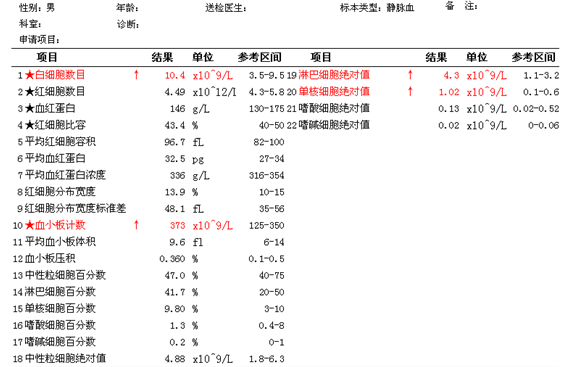 性别：男 年龄： 送检医生： 标本类型：静脉血 备 注：
科室： 诊断：
申请项目：
项目 结果 单位 参考区间 项目 结果 单位 参考区间
1 ★白细胞数目 ↑ 10.4 x10^9/L 3.5-9.5 19 淋巴细胞绝对值 ↑ 4.3 x10^9/L 1.1-3.2
2 ★红细胞数目 4.49 x10^12/l 4.3-5.8 20 单核细胞绝对值 ↑ 1.02 x10^9/L 0.1-0.6
3 ★血红蛋白 146 g/L 130-175 21 嗜酸细胞绝对值 0.13 x10^9/L 0.02-0.52
4 ★红细胞比容 43.4 % 40-50 22 嗜碱细胞绝对值 0.02 x10^9/L 0-0.06
5 平均红细胞容积 96.7 fL 82-100
6 平均血红蛋白 32.5 pg 27-34
7 平均血红蛋白浓度 336 g/L 316-354
8 红细胞分布宽度 13.9 % 10-15
9 红细胞分布宽度标准差 48.1 fL 35-56
10 ★血小板计数 ↑ 373 x10^9/L 125-350
11 平均血小板体积 9.6 fl 6-14
12 血小板压积 0.360 % 0.1-0.5
13 中性粒细胞百分数 47.0 % 40-75
14 淋巴细胞百分数 41.7 % 20-50
15 单核细胞百分数 9.80 % 3-10
16 嗜酸细胞百分数 1.3 % 0.4-8
17 嗜碱细胞百分数 0.2 % 0-1
18 中性粒细胞绝对值 4.88 x10^9/L 1.8-6.3